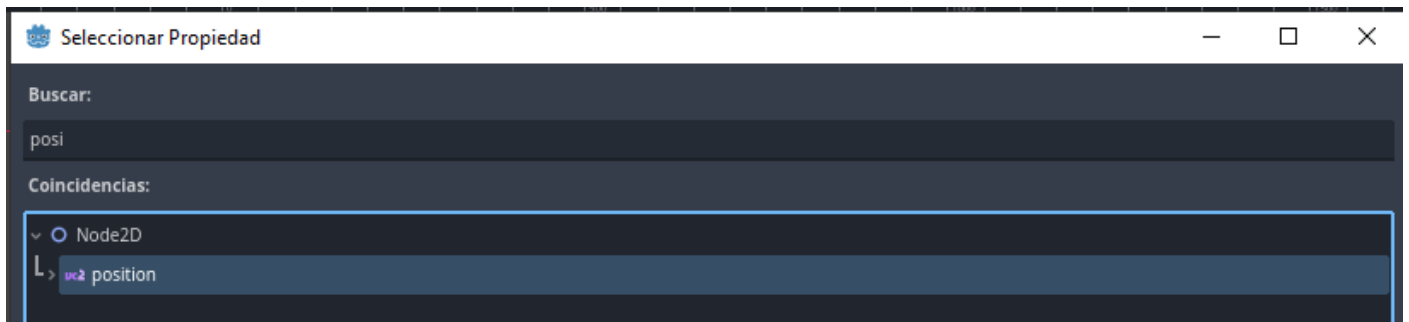 Seleccionar Propiedad
Buscar:
posi
Coincidencias:
Node2D
position